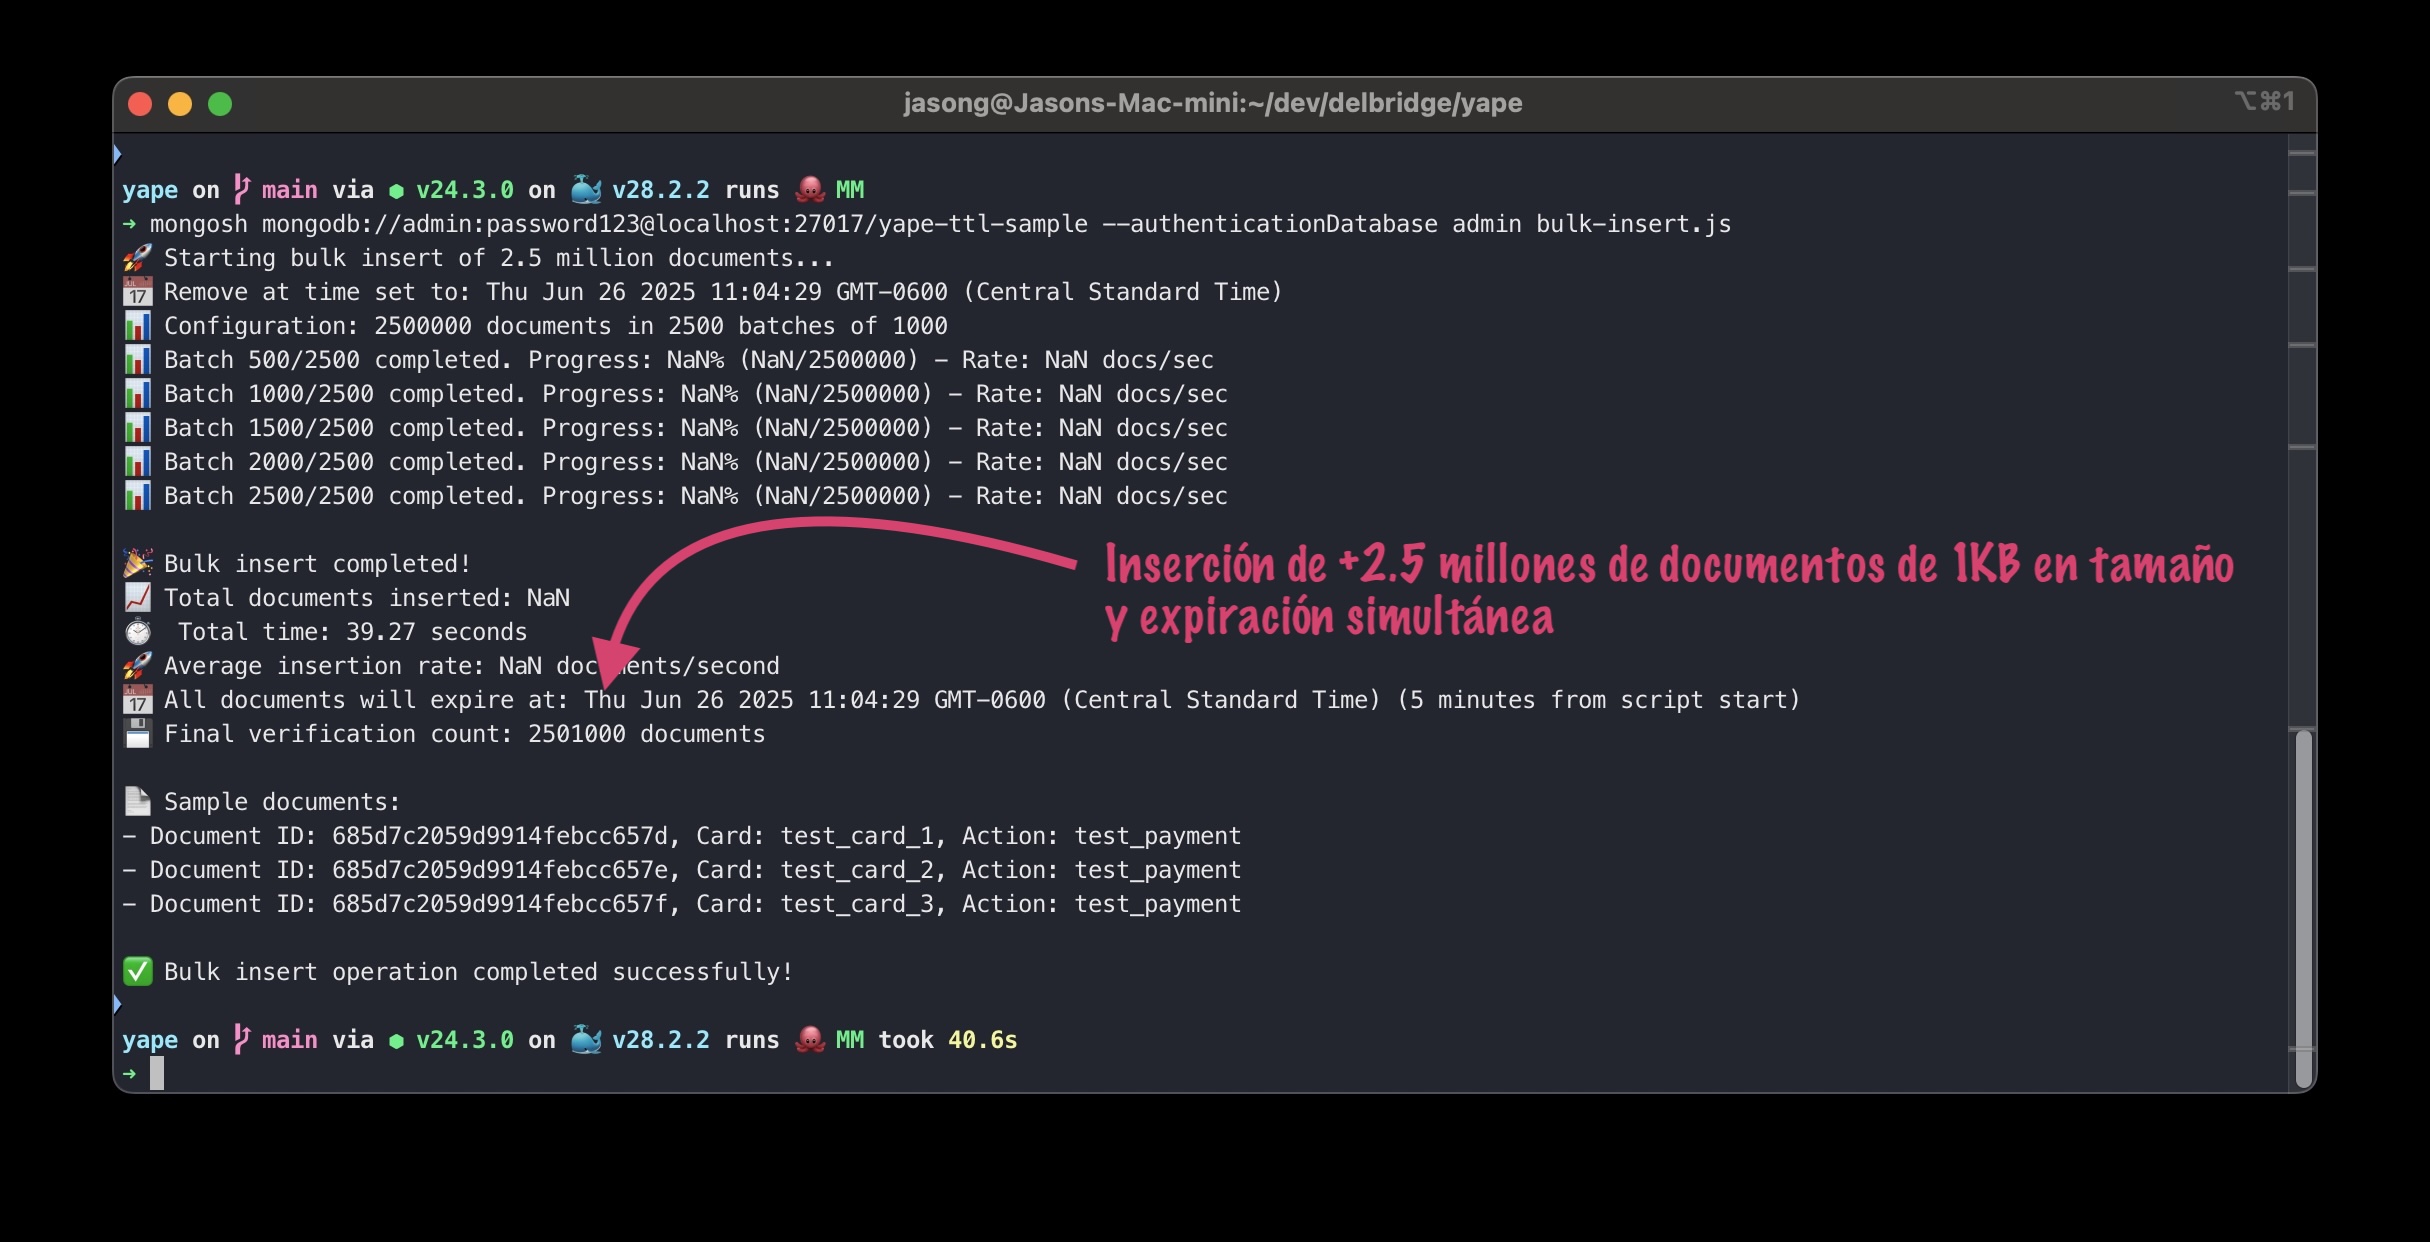 jasong@Jasons-Mac-mini:~/dev/delbridge/yape ⌥⌘1
yape on main via v24.3.0 on v28.2.2 runs MM
→ mongosh mongodb://admin:password123@localhost:27017/yape-ttl-sample --authenticationDatabase admin bulk-insert.js
🚀 Starting bulk insert of 2.5 million documents...
📅 Remove at time set to: Thu Jun 26 2025 11:04:29 GMT-0600 (Central Standard Time)
📊 Configuration: 2500000 documents in 2500 batches of 1000
📊 Batch 500/2500 completed. Progress: NaN% (NaN/2500000) - Rate: NaN docs/sec
📊 Batch 1000/2500 completed. Progress: NaN% (NaN/2500000) - Rate: NaN docs/sec
📊 Batch 1500/2500 completed. Progress: NaN% (NaN/2500000) - Rate: NaN docs/sec
📊 Batch 2000/2500 completed. Progress: NaN% (NaN/2500000) - Rate: NaN docs/sec
📊 Batch 2500/2500 completed. Progress: NaN% (NaN/2500000) - Rate: NaN docs/sec
🎉 Bulk insert completed!
📈 Total documents inserted: NaN
⏱ Total time: 39.27 seconds
🚀 Average insertion rate: NaN documents/second
📅 All documents will expire at: Thu Jun 26 2025 11:04:29 GMT-0600 (Central Standard Time) (5 minutes from script start)
💾 Final verification count: 2501000 documents
Inserción de +2.5 millones de documentos de 1KB en tamaño
y expiración simultánea
📄 Sample documents:
- Document ID: 685d7c2059d9914febcc657d, Card: test_card_1, Action: test_payment
- Document ID: 685d7c2059d9914febcc657e, Card: test_card_2, Action: test_payment
- Document ID: 685d7c2059d9914febcc657f, Card: test_card_3, Action: test_payment
✅ Bulk insert operation completed successfully!
yape on main via v24.3.0 on v28.2.2 runs MM took 40.6s
→